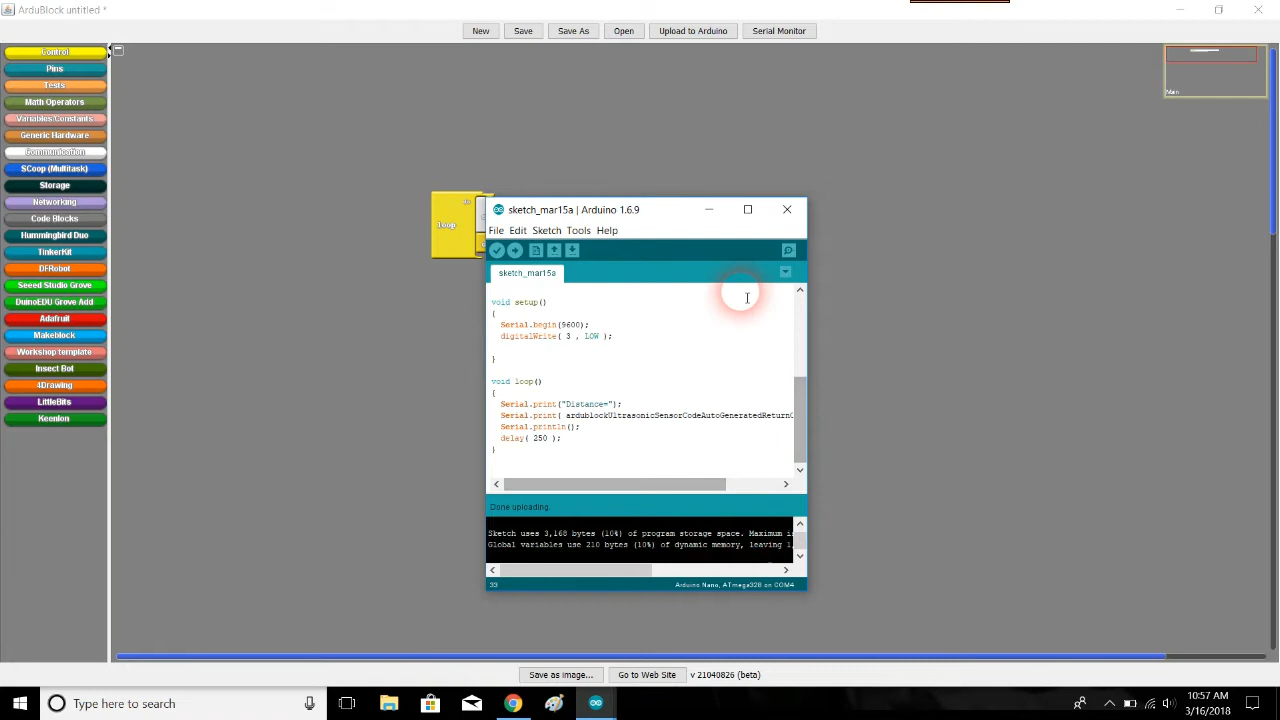 ArduBlock untitled *
New Save Save As Open Upload to Arduino Serial Monitor
Control
Pins
Tests
Math Operators
Variables/Constants
Generic Hardware
Communication
SCoop (Multitask)
Storage
Networking
Code Blocks
Hummingbird Duo
TinkerKit
DFRobot
Seeed Studio Grove
DuinoEDU Grove Add
Adafruit
Makeblock
Workshop template
Insect Bot
4Drawing
LittleBits
Keenlon
Main
loop
do
sketch_mar15a | Arduino 1.6.9
File Edit Sketch Tools Help
sketch_mar15a
void setup()
{
Serial.begin(9600);
digitalWrite( 3 , LOW );
}
void loop()
{
Serial.print("Distance=");
Serial.print( ardublockUltrasonicSensorCodeAutoGeneratedReturnC
Serial.println();
delay( 250 );
}
Done uploading.
Sketch uses 3,168 bytes (10%) of program storage space. Maximum i
Global variables use 210 bytes (10%) of dynamic memory, leaving 1,
33 Arduino Nano, ATmega328 on COM4
Save as image... Go to Web Site v 21040826 (beta)
Type here to search
10:57 AM
3/16/2018